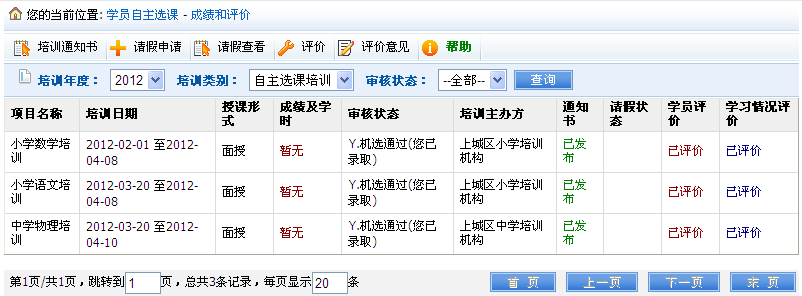 您的当前位置: 学员自主选课 - 成绩和评价
培训通知书 请假申请 请假查看 评价 评价意见 帮助
培训年度： 2012 培训类别： 自主选课培训 审核状态： --全部-- 查询
项目名称 培训日期 授课形式 成绩及学时 审核状态 培训主办方 通知书 请假状态 学员评价 学习情况评价
小学数学培训 2012-02-01 至2012-04-08 面授 暂无 Y.机选通过(您已录取) 上城区小学培训机构 已发布 已评价 已评价
小学语文培训 2012-03-20 至2012-04-08 面授 暂无 Y.机选通过(您已录取) 上城区小学培训机构 已发布 已评价 已评价
中学物理培训 2012-03-20 至2012-04-10 面授 暂无 Y.机选通过(您已录取) 上城区中学培训机构 已发布 已评价 已评价
第1页/共1页，跳转到 1 页，总共3条记录，每页显示 20 条 首 页 上一页 下一页 末 页